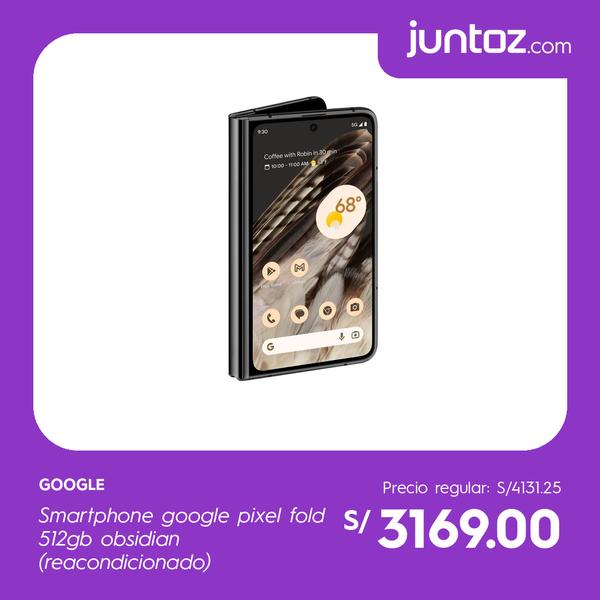 juntoz.com
9:30
5G
Coffee with Robin in 30 min
10:00 - 11:00 AM
68°
GOOGLE
Smartphone google pixel fold
512gb obsidian
(reacondicionado)
Precio regular: S/4131.25
S/ 3169.00